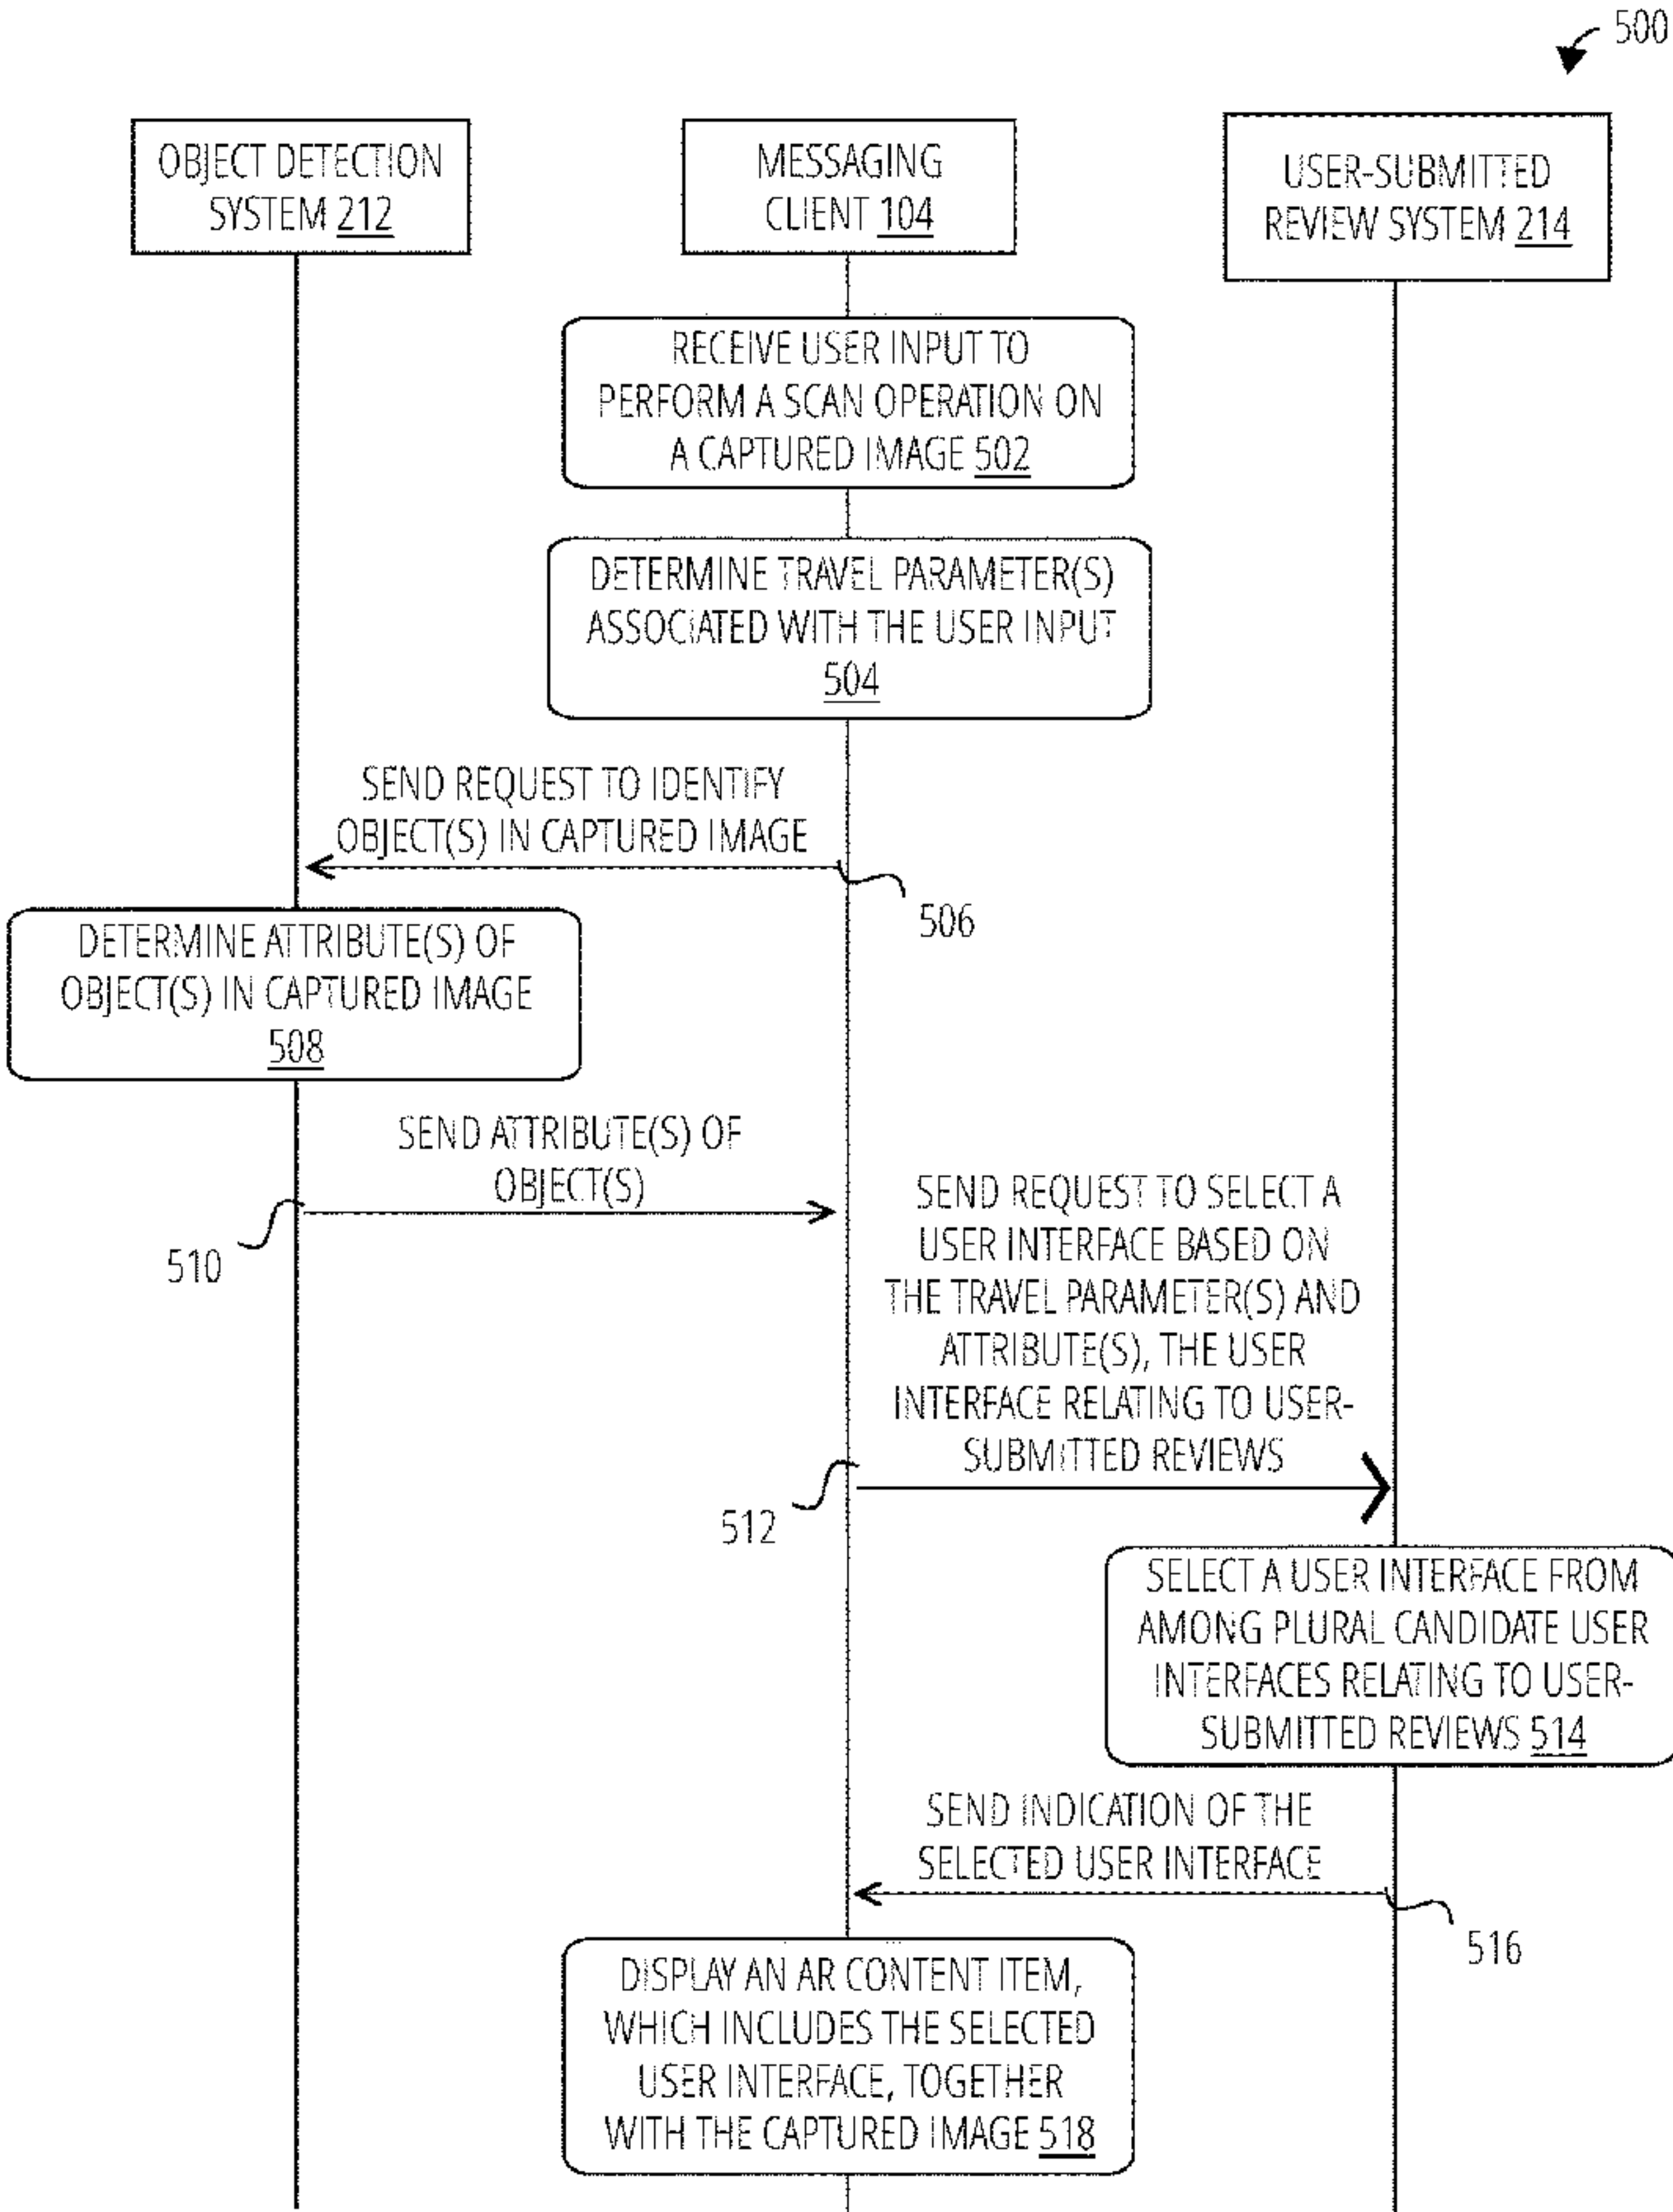 500
OBJECT DETECTION
SYSTEM 212
MESSAGING
CLIENT 104
USER-SUBMITTED
REVIEW SYSTEM 214
RECEIVE USER INPUT TO
PERFORM A SCAN OPERATION ON
A CAPTURED IMAGE 502
DETERMINE TRAVEL PARAMETER(S)
ASSOCIATED WITH THE USER INPUT
504
SEND REQUEST TO IDENTIFY
OBJECT(S) IN CAPTURED IMAGE
506
DETERMINE ATTRIBUTE(S) OF
OBJECT(S) IN CAPTURED IMAGE
508
SEND ATTRIBUTE(S) OF
OBJECT(S)
510
SEND REQUEST TO SELECT A
USER INTERFACE BASED ON
THE TRAVEL PARAMETER(S) AND
ATTRIBUTE(S), THE USER
INTERFACE RELATING TO USER-
SUBMITTED REVIEWS
512
SELECT A USER INTERFACE FROM
AMONG PLURAL CANDIDATE USER
INTERFACES RELATING TO USER-
SUBMITTED REVIEWS 514
SEND INDICATION OF THE
SELECTED USER INTERFACE
516
DISPLAY AN AR CONTENT ITEM,
WHICH INCLUDES THE SELECTED
USER INTERFACE, TOGETHER
WITH THE CAPTURED IMAGE 518